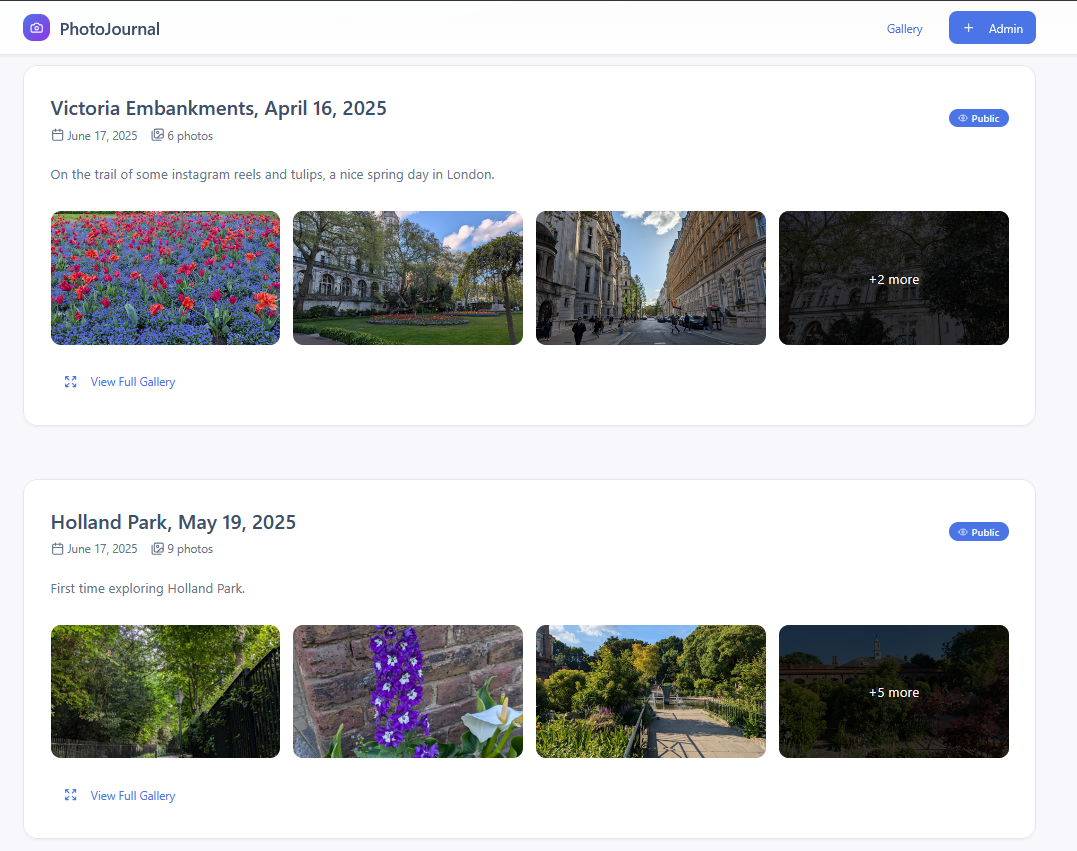 PhotoJournal
Gallery
+ Admin
Victoria Embankments, April 16, 2025
Public
June 17, 2025 6 photos
On the trail of some instagram reels and tulips, a nice spring day in London.
+2 more
View Full Gallery
Holland Park, May 19, 2025
Public
June 17, 2025 9 photos
First time exploring Holland Park.
+5 more
View Full Gallery